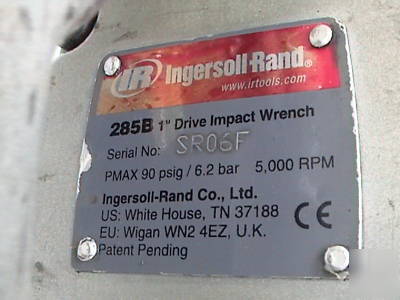 IR Ingersoll-Rand
www.irtools.com
285B 1" Drive Impact Wrench
Serial No: SR06F
PMAX 90 psig / 6.2 bar 5,000 RPM
Ingersoll-Rand Co., Ltd.
US: White House, TN 37188
EU: Wigan WN2 4EZ, U.K. CE
Patent Pending